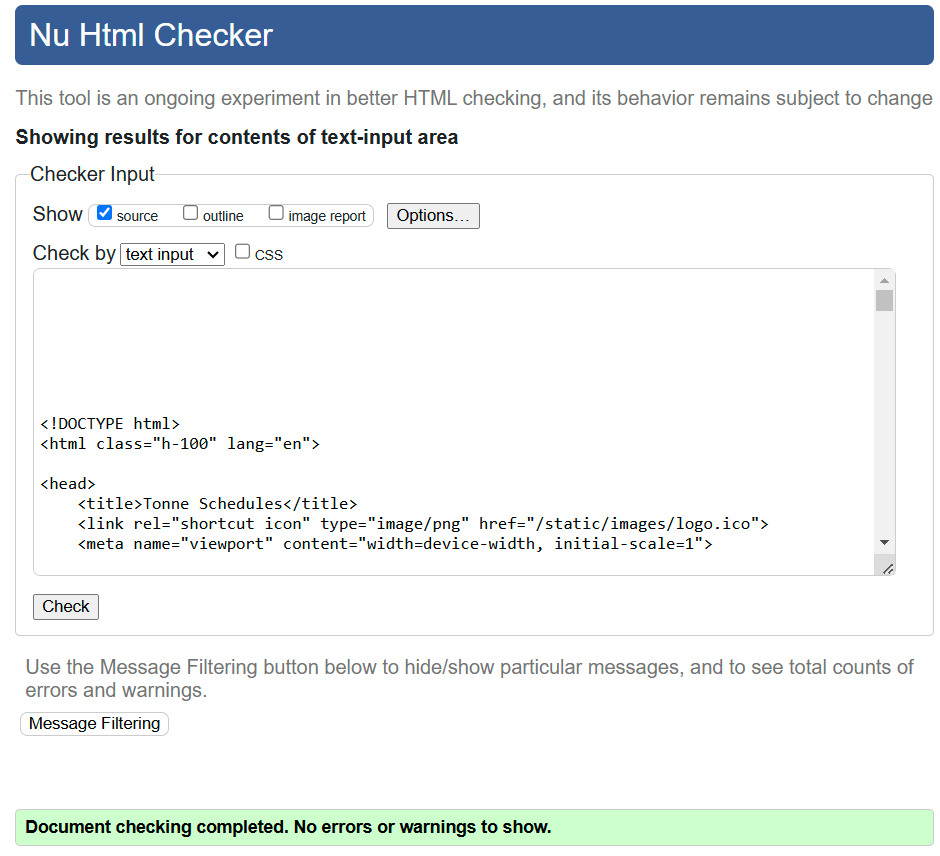 Nu Html Checker
This tool is an ongoing experiment in better HTML checking, and its behavior remains subject to change
Showing results for contents of text-input area
Checker Input
Show source outline image report Options...
Check by text input CSS
<!DOCTYPE html>
<html class="h-100" lang="en">
<head>
    <title>Tonne Schedules</title>
    <link rel="shortcut icon" type="image/png" href="/static/images/logo.ico">
    <meta name="viewport" content="width=device-width, initial-scale=1">
Check
Use the Message Filtering button below to hide/show particular messages, and to see total counts of
errors and warnings.
Message Filtering
Document checking completed. No errors or warnings to show.